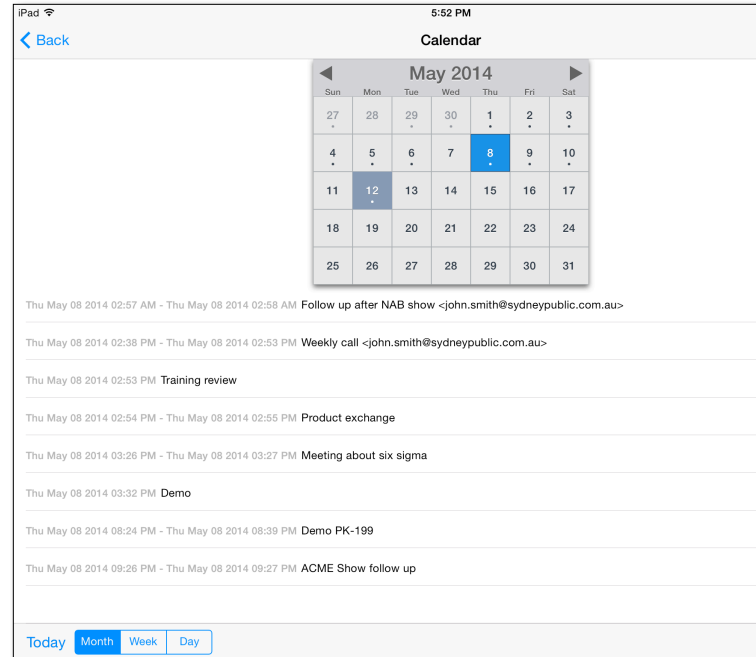 iPad 5:52 PM
Back Calendar
May 2014
Sun Mon Tue Wed Thu Fri Sat
27 28 29 30 1 2 3
4 5 6 7 8 9 10
11 12 13 14 15 16 17
18 19 20 21 22 23 24
25 26 27 28 29 30 31
Thu May 08 2014 02:57 AM - Thu May 08 2014 02:58 AM Follow up after NAB show <john.smith@sydneypublic.com.au>
Thu May 08 2014 02:38 PM - Thu May 08 2014 02:53 PM Weekly call <john.smith@sydneypublic.com.au>
Thu May 08 2014 02:53 PM Training review
Thu May 08 2014 02:54 PM - Thu May 08 2014 02:55 PM Product exchange
Thu May 08 2014 03:26 PM - Thu May 08 2014 03:27 PM Meeting about six sigma
Thu May 08 2014 03:32 PM Demo
Thu May 08 2014 08:24 PM - Thu May 08 2014 08:39 PM Demo PK-199
Thu May 08 2014 09:26 PM - Thu May 08 2014 09:27 PM ACME Show follow up
Today Month Week Day